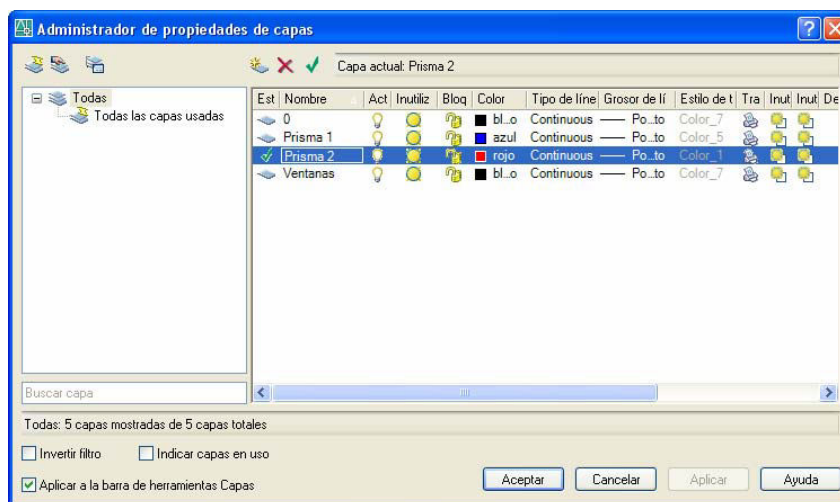 Administrador de propiedades de capas
Capa actual: Prisma 2
Todas
Todas las capas usadas
Est Nombre Act Inutiliz Bloq Color Tipo de líne Grosor de lí Estilo de t Tra Inut Inut De
0 bl...o Continuous Po...to Color_7
Prisma 1 azul Continuous Po...to Color_5
Prisma 2 rojo Continuous Po...to Color_1
Ventanas bl...o Continuous Po...to Color_7
Buscar capa
Todas: 5 capas mostradas de 5 capas totales
Invertir filtro Indicar capas en uso
Aplicar a la barra de herramientas Capas
Aceptar Cancelar Aplicar Ayuda